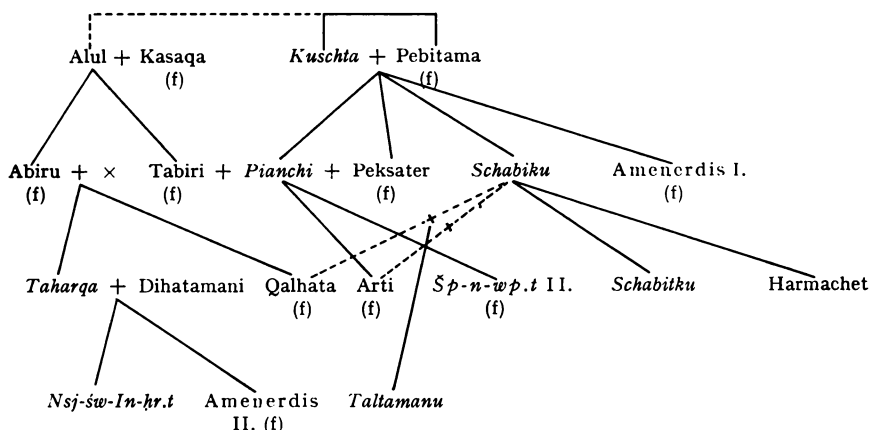 Alul + Kasaqa Kuschta + Pebitama
(f) (f)
Abiru + × Tabiri + Pianchi + Peksater Schabiku Amenerdis I.
(f) (f) (f) (f)
Taharqa + Dihatamani Qalhata Arti Šp-n-wp.t II. Schabitku Harmachet
(f) (f) (f)
Nsj-św-In-ḥr.t Amenerdis Taltamanu
II. (f)